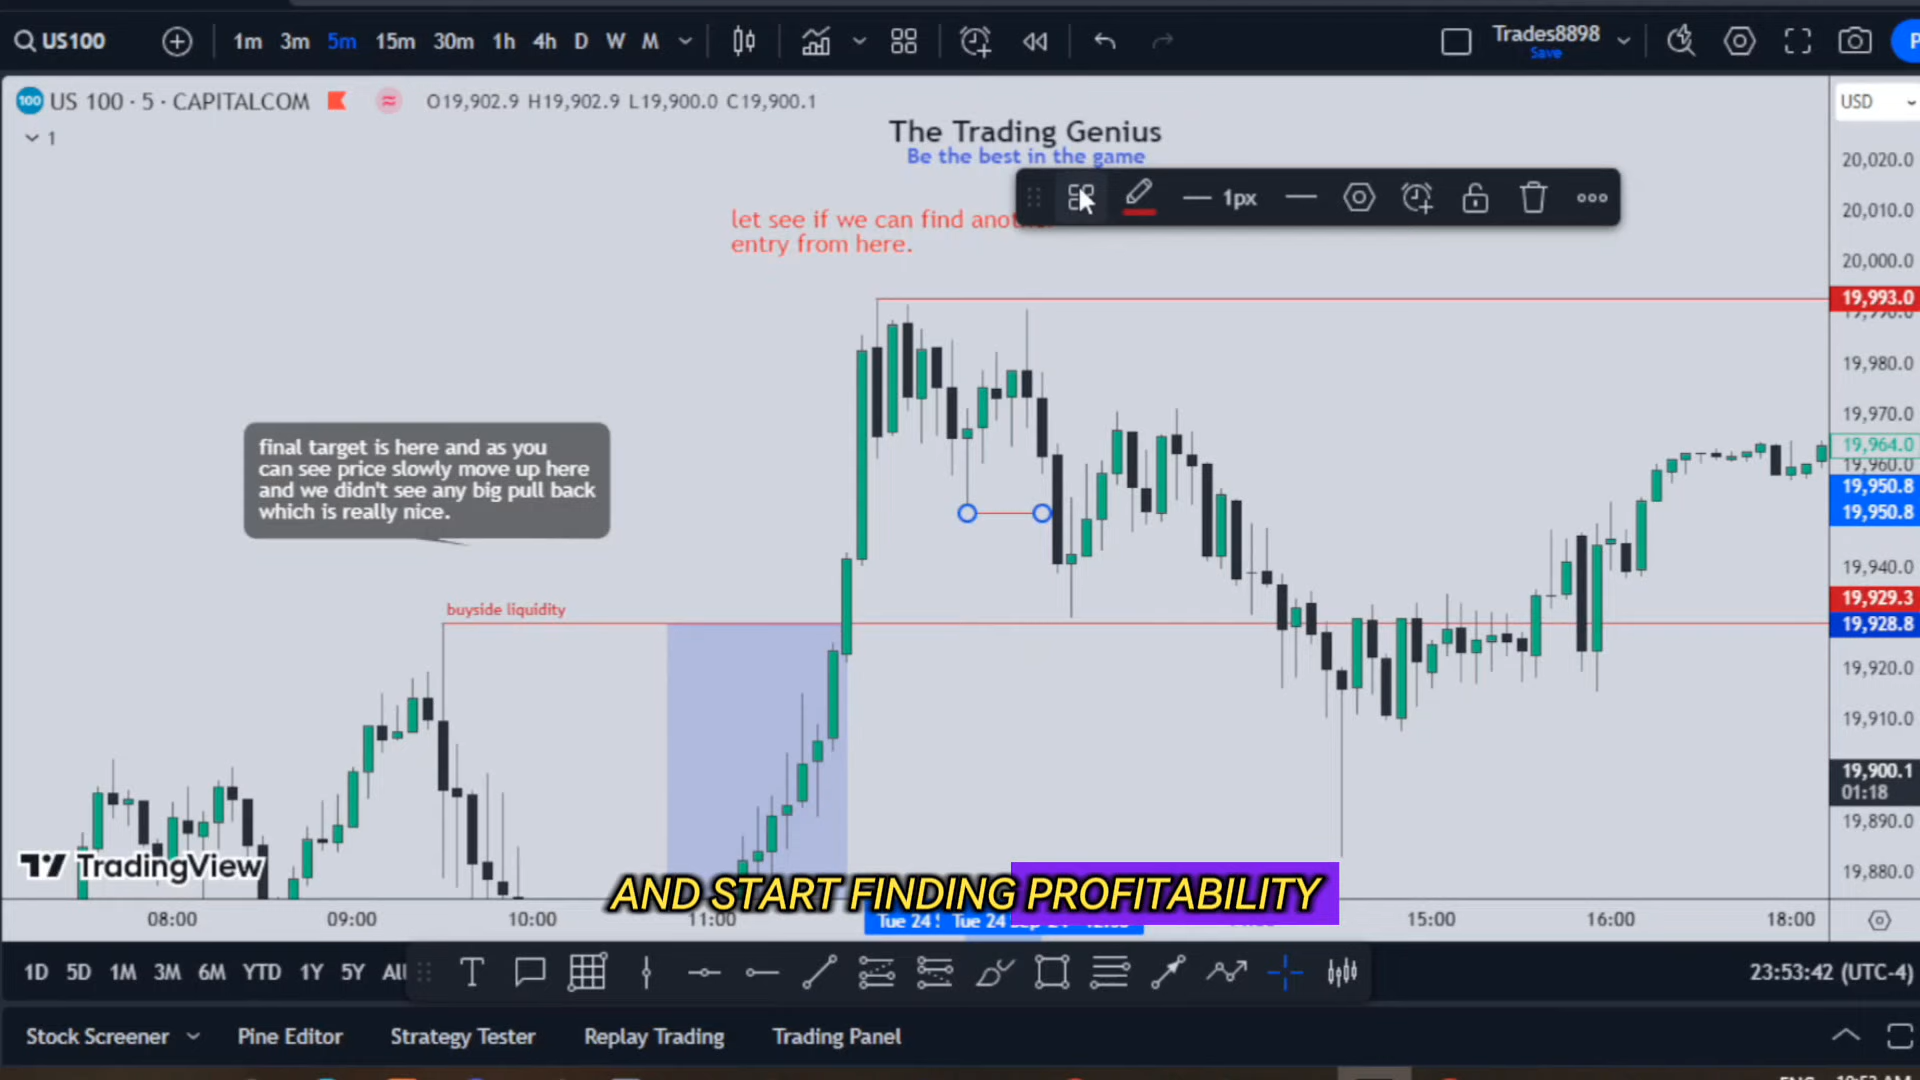 US100
1m 3m 5m 15m 30m 1h 4h D W M
Trades8898
Save
P
100 US 100 · 5 · CAPITALCOM
O19,902.9 H19,902.9 L19,900.0 C19,900.1
USD
1
The Trading Genius
Be the best in the game
1px
let see if we can find
entry from here.
20,020.0
20,010.0
20,000.0
19,993.0
19,980.0
19,970.0
19,964.0
19,960.0
19,950.8
19,950.8
19,940.0
19,929.3
19,928.8
19,920.0
19,910.0
19,900.1
01:18
19,890.0
19,880.0
final target is here and as you
can see price slowly move up here
and we didn't see any big pull back
which is really nice.
buyside liquidity
TradingView
AND START FINDING PROFITABILITY
08:00 09:00 10:00 11:00 Tue 24 Tue 24 15:00 16:00 18:00
1D 5D 1M 3M 6M YTD 1Y 5Y All
23:53:42 (UTC-4)
Stock Screener Pine Editor Strategy Tester Replay Trading Trading Panel